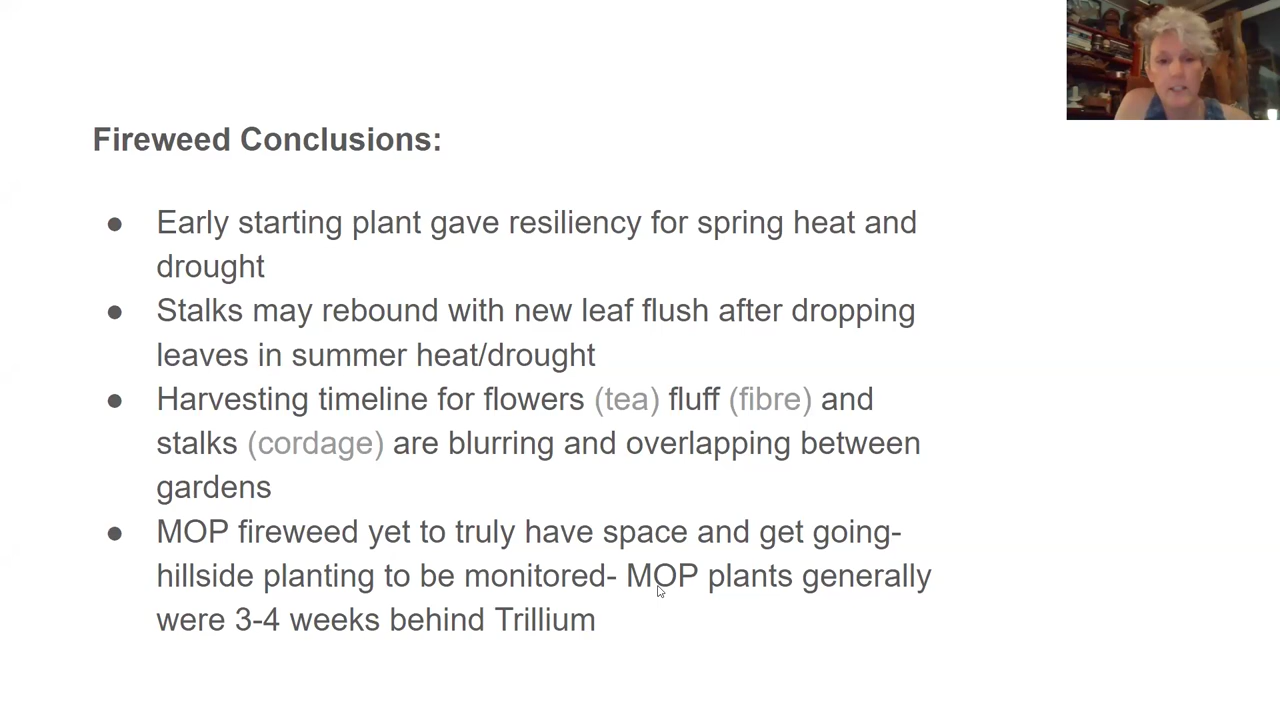 Fireweed Conclusions:
● Early starting plant gave resiliency for spring heat and
drought
● Stalks may rebound with new leaf flush after dropping
leaves in summer heat/drought
● Harvesting timeline for flowers (tea) fluff (fibre) and
stalks (cordage) are blurring and overlapping between
gardens
● MOP fireweed yet to truly have space and get going-
hillside planting to be monitored- MOP plants generally
were 3-4 weeks behind Trillium